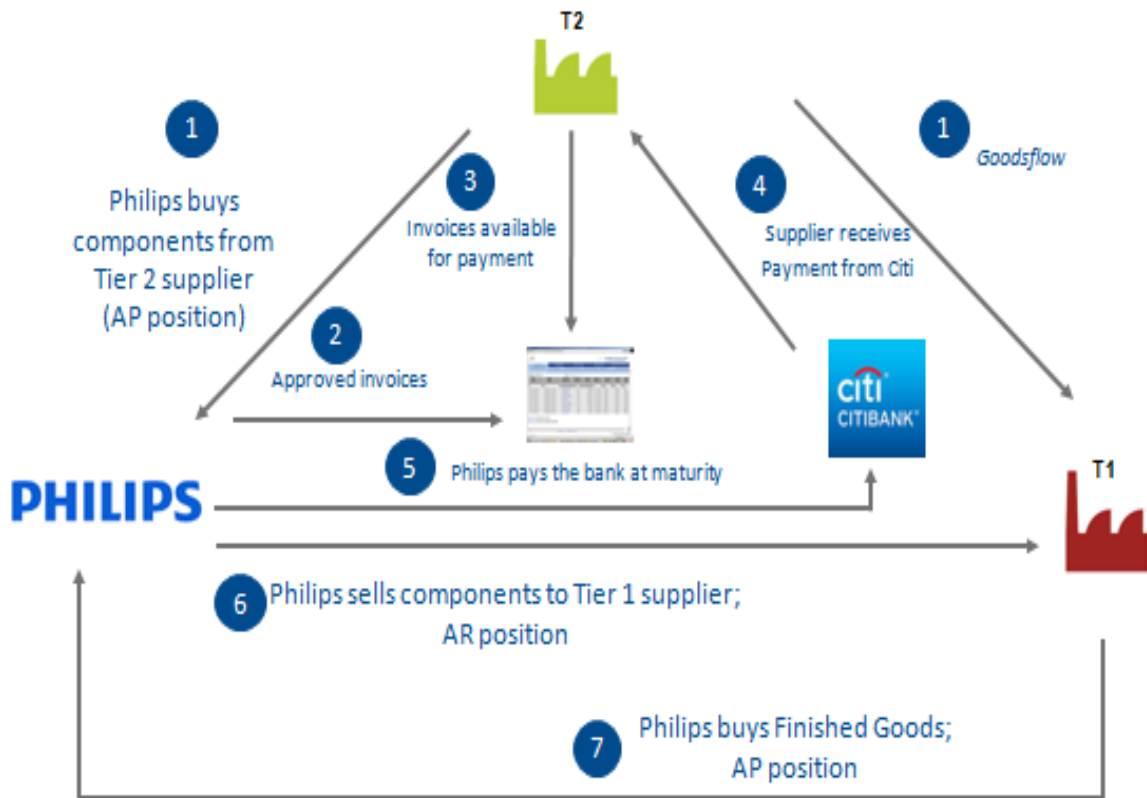 T2
1
Philips buys
components from
Tier 2 supplier
(AP position)
3
Invoices available
for payment
4
Supplier receives
Payment from Citi
1
Goodsflow
2
Approved invoices
citi
CITIBANK
5
Philips pays the bank at maturity
PHILIPS
T1
6
Philips sells components to Tier 1 supplier;
AR position
7
Philips buys Finished Goods;
AP position